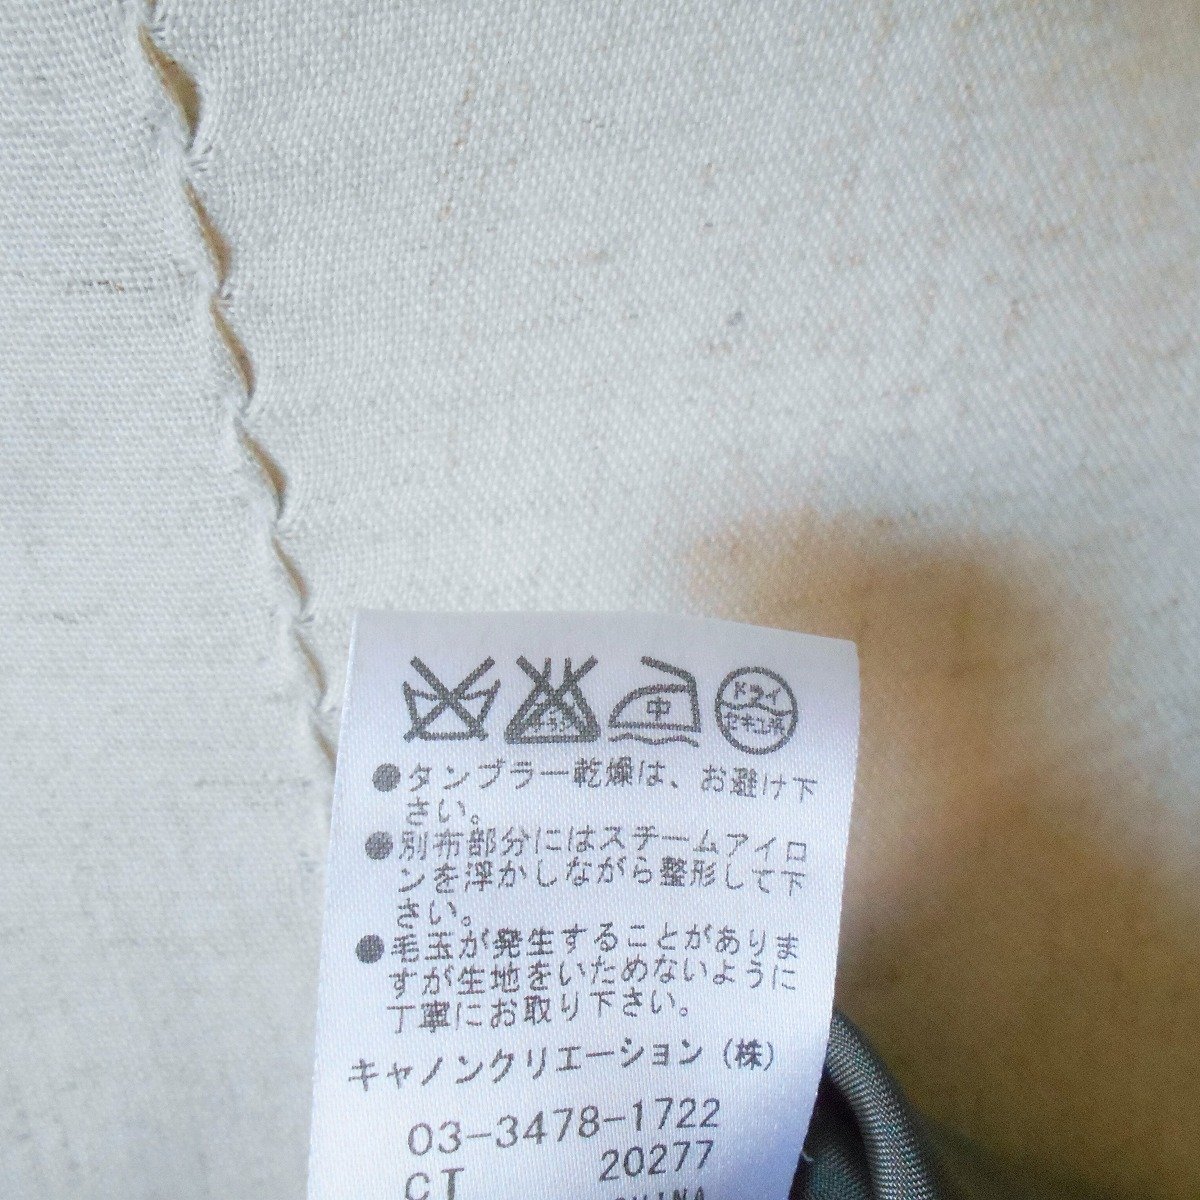 中 ドライ
セキユ系
●タンブラー乾燥は、お避け下
さい。
●別布部分にはスチームアイロ
ンを浮かしながら整形して下
さい。
●毛玉が発生することがありま
すが生地をいためないように
丁寧にお取り下さい。
キャノンクリエーション(株)
03-3478-1722
CT 20277
CHINA